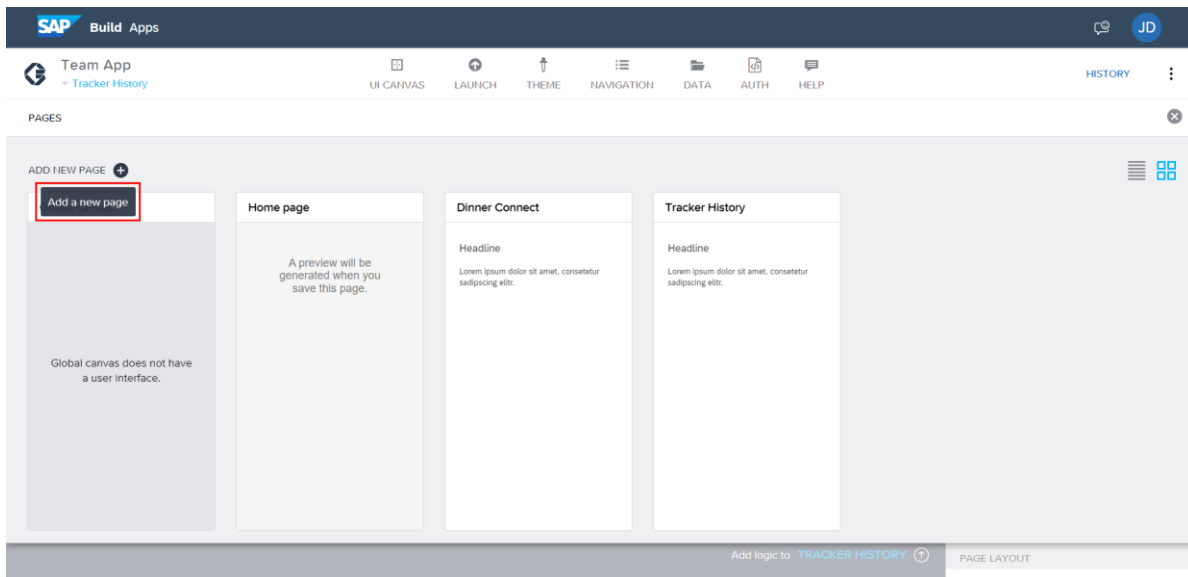 SAP Build Apps
JD
Team App
Tracker History
UI CANVAS
LAUNCH
THEME
NAVIGATION
DATA
AUTH
HELP
HISTORY
PAGES
ADD NEW PAGE
Add a new page
Home page
Dinner Connect
Tracker History
Global canvas does not have
a user interface.
A preview will be
generated when you
save this page.
Headline
Lorem ipsum dolor sit amet, consetetur
sadipscing elitr.
Headline
Lorem ipsum dolor sit amet, consetetur
sadipscing elitr.
Add logic to TRACKER HISTORY
PAGE LAYOUT